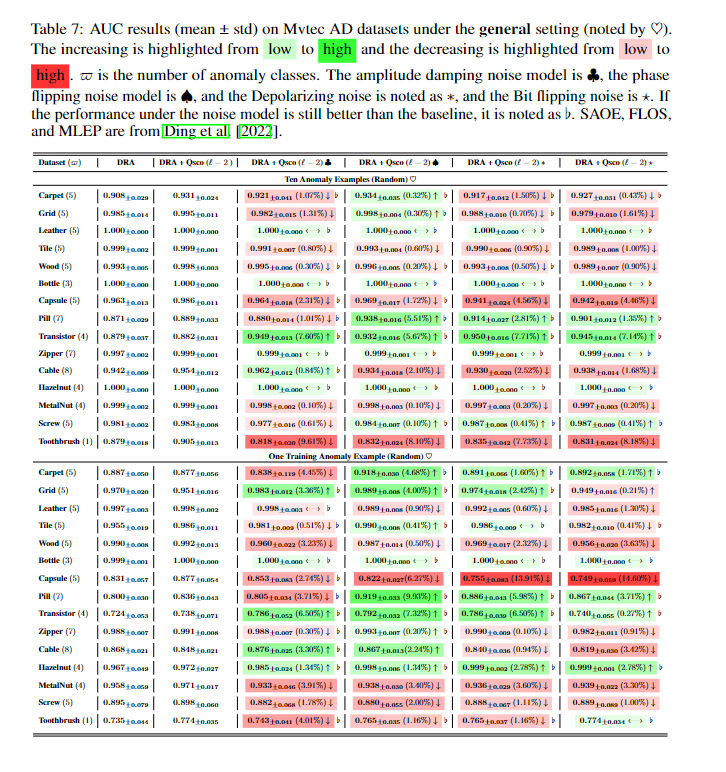 Table 7: AUC results (mean ± std) on Mvtec AD datasets under the general setting (noted by ♡).
The increasing is highlighted from low to high and the decreasing is highlighted from low to
high . ϖ is the number of anomaly classes. The amplitude damping noise model is ♣, the phase
flipping noise model is ♠, and the Depolarizing noise is noted as ∗, and the Bit flipping noise is ⋆. If
the performance under the noise model is still better than the baseline, it is noted as ♭. SAOE, FLOS,
and MLEP are from Ding et al. [2022].
Dataset (ϖ) | DRA | DRA + Qsco (ℓ − 2 ) | DRA + Qsco (ℓ − 2) ♣ | DRA + Qsco (ℓ − 2) ♠ | DRA + Qsco (ℓ − 2) ∗ | DRA + Qsco (ℓ − 2) ⋆
Ten Anomaly Examples (Random) ♡
Carpet (5) | 0.908±0.029 | 0.931±0.024 | 0.921±0.041 (1.07%) ↓ ♭ | 0.934±0.035 (0.32%) ↑ ♭ | 0.917±0.042 (1.50%) ↓ ♭ | 0.927±0.031 (0.43%) ↓ ♭
Grid (5) | 0.985±0.014 | 0.995±0.011 | 0.982±0.015 (1.31%) ↓ | 0.998±0.004 (0.30%) ↑ ♭ | 0.988±0.010 (0.70%) ↓ ♭ | 0.979±0.010 (1.61%) ↓
Leather (5) | 1.000±0.000 | 1.000±0.000 | 1.000±0.000 ⟷ ♭ | 1.000±0.000 ⟷ ♭ | 1.000±0.000 ⟷ ♭ | 1.000±0.000 ⟷ ♭
Tile (5) | 0.999±0.002 | 0.999±0.001 | 0.991±0.007 (0.80%) ↓ | 0.993±0.004 (0.60%) ↓ | 0.990±0.006 (0.90%) ↓ | 0.989±0.008 (1.00%) ↓
Wood (5) | 0.993±0.005 | 0.998±0.003 | 0.995±0.006 (0.30%) ↓ ♭ | 0.996±0.005 (0.20%) ↓ ♭ | 0.993±0.008 (0.50%) ↓ ♭ | 0.989±0.007 (0.90%) ↓
Bottle (3) | 1.000±0.000 | 1.000±0.000 | 1.000±0.000 ⟷ ♭ | 1.000±0.000 ⟷ ♭ | 1.000±0.000 ⟷ ♭ | 1.000±0.000 ⟷ ♭
Capsule (5) | 0.963±0.013 | 0.986±0.011 | 0.964±0.018 (2.31%) ↓ ♭ | 0.969±0.017 (1.72%) ↓ ♭ | 0.941±0.024 (4.56%) ↓ | 0.942±0.019 (4.46%) ↓
Pill (7) | 0.871±0.029 | 0.889±0.033 | 0.880±0.014 (1.01%) ↓ ♭ | 0.938±0.016 (5.51%) ↑ ♭ | 0.914±0.027 (2.81%) ↑ ♭ | 0.901±0.012 (1.35%) ↑ ♭
Transistor (4) | 0.879±0.037 | 0.882±0.031 | 0.949±0.013 (7.60%) ↑ ♭ | 0.932±0.016 (5.67%) ↑ ♭ | 0.950±0.016 (7.71%) ↑ ♭ | 0.945±0.014 (7.14%) ↑ ♭
Zipper (7) | 0.997±0.002 | 0.999±0.001 | 0.999±0.001 ⟷ ♭ | 0.999±0.001 ⟷ ♭ | 0.999±0.001 ⟷ ♭ | 0.999±0.001 ⟷ ♭
Cable (8) | 0.942±0.009 | 0.954±0.012 | 0.962±0.012 (0.84%) ↑ ♭ | 0.934±0.018 (2.10%) ↓ | 0.930±0.020 (2.52%) ↓ | 0.938±0.014 (1.68%) ↓
Hazelnut (4) | 1.000±0.000 | 1.000±0.000 | 1.000±0.000 ⟷ ♭ | 1.000±0.000 ⟷ ♭ | 1.000±0.000 ⟷ ♭ | 1.000±0.000 ⟷ ♭
MetalNut (4) | 0.999±0.002 | 0.999±0.001 | 0.998±0.002 (0.10%) ↓ | 0.998±0.003 (0.10%) ↓ | 0.997±0.003 (0.20%) ↓ | 0.997±0.003 (0.20%) ↓
Screw (5) | 0.981±0.002 | 0.983±0.008 | 0.977±0.016 (0.61%) ↓ | 0.984±0.007 (0.10%) ↑ ♭ | 0.987±0.008 (0.41%) ↑ ♭ | 0.987±0.009 (0.41%) ↑ ♭
Toothbrush (1) | 0.879±0.018 | 0.905±0.013 | 0.818±0.020 (9.61%) ↓ | 0.832±0.024 (8.10%) ↓ | 0.835±0.042 (7.73%) ↓ | 0.831±0.024 (8.18%) ↓
One Training Anomaly Example (Random) ♡
Carpet (5) | 0.887±0.050 | 0.877±0.056 | 0.838±0.119 (4.45%) ↓ | 0.918±0.030 (4.68%) ↑ ♭ | 0.891±0.066 (1.60%) ↑ ♭ | 0.892±0.058 (1.71%) ↑ ♭
Grid (5) | 0.970±0.020 | 0.951±0.016 | 0.983±0.012 (3.36%) ↑ ♭ | 0.989±0.008 (4.00%) ↑ ♭ | 0.974±0.018 (2.42%) ↑ ♭ | 0.949±0.016 (0.21%) ↑
Leather (5) | 0.997±0.003 | 0.998±0.002 | 0.998±0.003 ⟷ ♭ | 0.989±0.008 (0.90%) ↓ | 0.992±0.005 (0.60%) ↓ | 0.985±0.016 (1.30%) ↓
Tile (5) | 0.955±0.019 | 0.986±0.011 | 0.981±0.009 (0.51%) ↓ ♭ | 0.990±0.006 (0.41%) ↑ ♭ | 0.986±0.009 ⟷ ♭ | 0.982±0.010 (0.41%) ↓ ♭
Wood (5) | 0.990±0.008 | 0.992±0.013 | 0.960±0.022 (3.23%) ↓ | 0.987±0.014 (0.50%) ↓ | 0.969±0.017 (2.32%) ↓ | 0.956±0.020 (3.63%) ↓
Bottle (3) | 0.999±0.001 | 1.000±0.000 | 1.000±0.000 ⟷ ♭ | 1.000±0.000 ⟷ ♭ | 1.000±0.000 ⟷ ♭ | 1.000±0.000 ⟷ ♭
Capsule (5) | 0.831±0.057 | 0.877±0.054 | 0.853±0.083 (2.74%) ↓ ♭ | 0.822±0.027(6.27%) ↓ | 0.755±0.083 (13.91%) ↓ | 0.749±0.059 (14.60%) ↓
Pill (7) | 0.800±0.030 | 0.836±0.043 | 0.805±0.034 (3.71%) ↓ ♭ | 0.919±0.033 (9.93%) ↑ ♭ | 0.886±0.043 (5.98%) ↑ ♭ | 0.867±0.044 (3.71%) ↑ ♭
Transistor (4) | 0.724±0.053 | 0.738±0.071 | 0.786±0.052 (6.50%) ↑ ♭ | 0.792±0.032 (7.32%) ↑ ♭ | 0.786±0.039 (6.50%) ↑ ♭ | 0.740±0.055 (0.27%) ↑ ♭
Zipper (7) | 0.988±0.007 | 0.991±0.008 | 0.988±0.007 (0.30%) ↓ ♭ | 0.993±0.007 (0.20%) ↑ ♭ | 0.990±0.009 (0.10%) ↓ ♭ | 0.982±0.011 (0.91%) ↓
Cable (8) | 0.868±0.021 | 0.848±0.021 | 0.876±0.025 (3.30%) ↑ ♭ | 0.867±0.013 (2.24%) ↑ | 0.840±0.036 (0.94%) ↓ | 0.819±0.030 (3.42%) ↓
Hazelnut (4) | 0.967±0.049 | 0.972±0.027 | 0.985±0.024 (1.34%) ↑ ♭ | 0.998±0.006 (1.34%) ↑ ♭ | 0.999±0.002 (2.78%) ↑ ♭ | 0.999±0.001 (2.78%) ↑ ♭
MetalNut (4) | 0.958±0.059 | 0.971±0.017 | 0.933±0.046 (3.91%) ↓ | 0.938±0.030 (3.40%) ↓ | 0.936±0.029 (3.60%) ↓ | 0.939±0.022 (3.30%) ↓
Screw (5) | 0.895±0.079 | 0.898±0.060 | 0.882±0.068 (1.78%) ↓ | 0.880±0.055 (2.00%) ↓ | 0.888±0.067 (1.11%) ↓ | 0.889±0.089 (1.00%) ↓
Toothbrush (1) | 0.735±0.044 | 0.774±0.035 | 0.743±0.041 (4.01%) ↓ ♭ | 0.765±0.035 (1.16%) ↓ ♭ | 0.765±0.037 (1.16%) ↓ ♭ | 0.774±0.034 ⟷ ♭